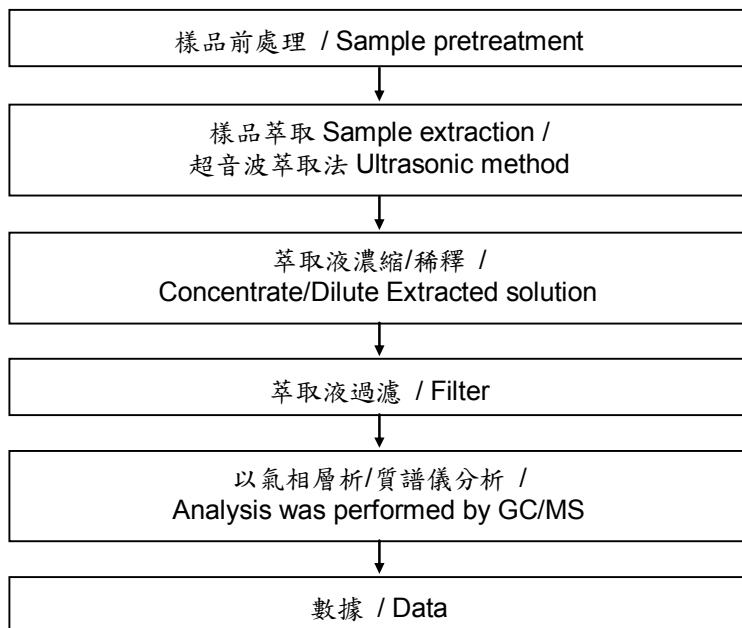 樣品前處理 / Sample pretreatment
樣品萃取 Sample extraction /
超音波萃取法 Ultrasonic method
萃取液濃縮/稀釋 /
Concentrate/Dilute Extracted solution
萃取液過濾 / Filter
以氣相層析/質譜儀分析 /
Analysis was performed by GC/MS
數據 / Data